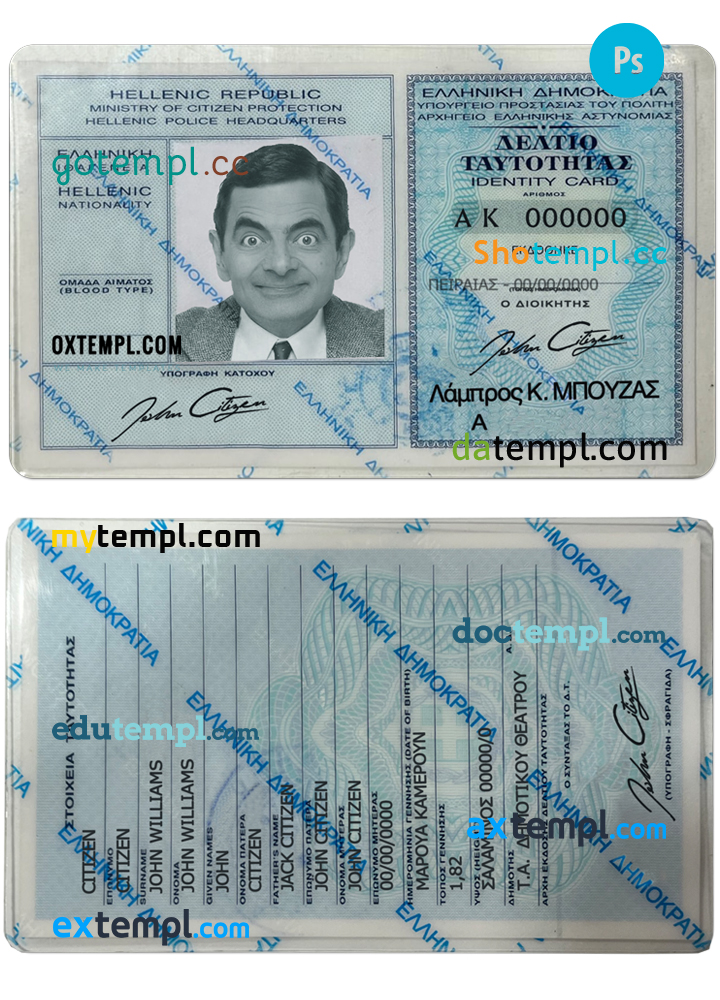 Ps
HELLENIC REPUBLIC
MINISTRY OF CITIZEN PROTECTION
HELLENIC POLICE HEADQUARTERS
ΕΛΛΗΝΙΚΗ
gotempl.cc
HELLENIC
NATIONALITY
ΟΜΑΔΑ ΑΙΜΑΤΟΣ
(BLOOD TYPE)
OXTEMPL.COM
ΥΠΟΓΡΑΦΗ ΚΑΤΟΧΟΥ
John Citizen
ΕΛΛΗΝΙΚΗ ΔΗΜΟΚΡΑΤΙΑ
ΥΠΟΥΡΓΕΙΟ ΠΡΟΣΤΑΣΙΑΣ ΤΟΥ ΠΟΛΙΤΗ
ΑΡΧΗΓΕΙΟ ΕΛΛΗΝΙΚΗΣ ΑΣΤΥΝΟΜΙΑΣ
ΔΕΛΤΙΟ
ΤΑΥΤΟΤΗΤΑΣ
IDENTITY CARD
ΑΡΙΘΜΟΣ
Α Κ 000000
ΕΚΔΟΘΗΚΕ
Shotempl.cc
ΠΕΙΡΑΙΑΣ - 00/00/0000
Ο ΔΙΟΙΚΗΤΗΣ
John Citizen
Λάμπρος Κ. ΜΠΟΥΖΑΣ
Α
datempl.com
ΕΛΛΗΝΙΚΗ ΔΗΜΟΚΡΑΤΙΑ
mytempl.com
doctempl.com
edutempl.com
axtempl.com
extempl.com
ΣΤΟΙΧΕΙΑ ΤΑΥΤΟΤΗΤΑΣ
CITIZEN
ΕΠΩΝΥΜΟ
CITIZEN
SURNAME
JOHN WILLIAMS
ΟΝΟΜΑ
JOHN WILLIAMS
GIVEN NAMES
JOHN
ΟΝΟΜΑ ΠΑΤΕΡΑ
CITIZEN
FATHER'S NAME
JACK CITIZEN
ΕΠΩΝΥΜΟ ΠΑΤΕΡΑ
JOHN CITIZEN
ΟΝΟΜΑ ΜΗΤΕΡΑΣ
JOHN CITIZEN
ΕΠΩΝΥΜΟ ΜΗΤΕΡΑΣ
00/00/0000
ΗΜΕΡΟΜΗΝΙΑ ΓΕΝΝΗΣΗΣ (DATE OF BIRTH)
ΜΑΡΟΥΑ ΚΑΜΕΡΟΥΝ
ΤΟΠΟΣ ΓΕΝΝΗΣΗΣ
1,82
ΥΨΟΣ
00000/0
ΔΗΜΟΤΗΣ
Τ.Α. ΔΗΜΟΤΙΚΟΥ ΘΕΑΤΡΟΥ
ΑΡΧΗ ΕΚΔΟΣΗΣ ΔΕΛΤΙΟΥ ΤΑΥΤΟΤΗΤΑΣ
Ο ΣΥΝΤΑΞΑΣ ΤΟ Δ.Τ.
John Citizen
(ΥΠΟΓΡΑΦΗ - ΣΦΡΑΓΙΔΑ)